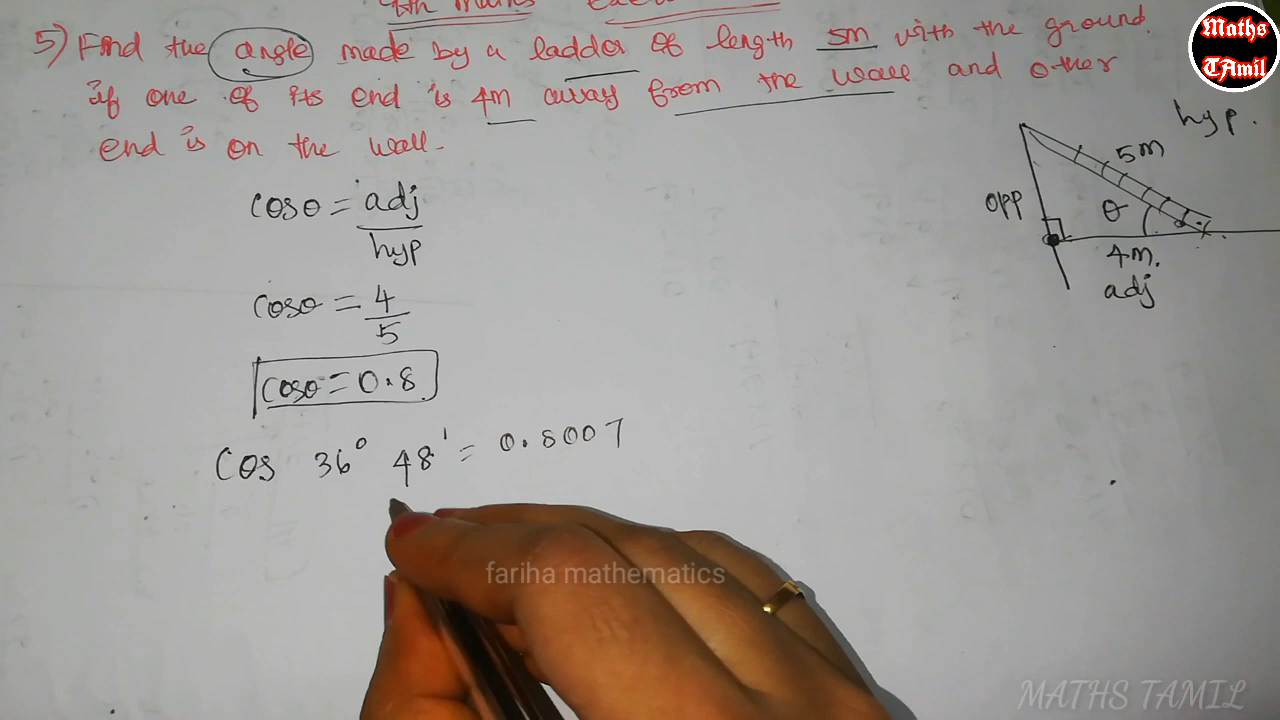 5) Find the angle made by a ladder of length 5m with the ground
if one of its end is 4m away from the wall and other
end is on the wall.
cosθ = adj
hyp
cosθ = 4
5
cosθ = 0.8
Cos 36° 48' = 0.8007
hyp.
5m
opp
θ
4m.
adj
Maths
TAmil
fariha mathematics
MATHS TAMIL